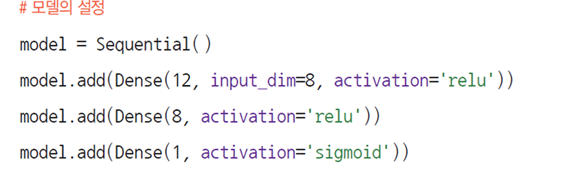 # 모델의 설정
model = Sequential()
model.add(Dense(12, input_dim=8, activation='relu'))
model.add(Dense(8, activation='relu'))
model.add(Dense(1, activation='sigmoid'))